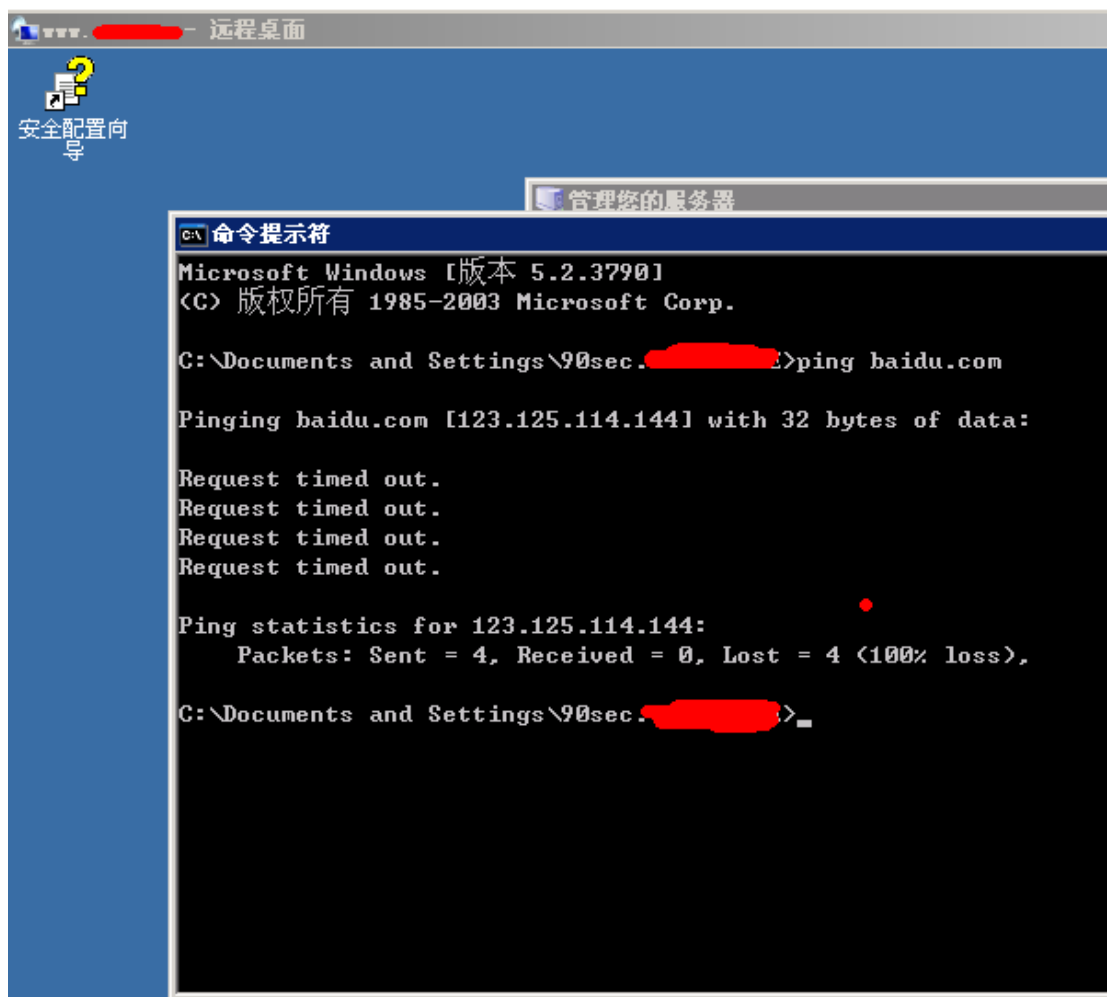 www.
- 远程桌面
安全配置向
导
管理您的服务器
命令提示符
Microsoft Windows [版本 5.2.3790]
(C) 版权所有 1985-2003 Microsoft Corp.
C:\Documents and Settings\90sec.
>ping baidu.com
Pinging baidu.com [123.125.114.144] with 32 bytes of data:
Request timed out.
Request timed out.
Request timed out.
Request timed out.
Ping statistics for 123.125.114.144:
Packets: Sent = 4, Received = 0, Lost = 4 (100% loss),
C:\Documents and Settings\90sec.
>_